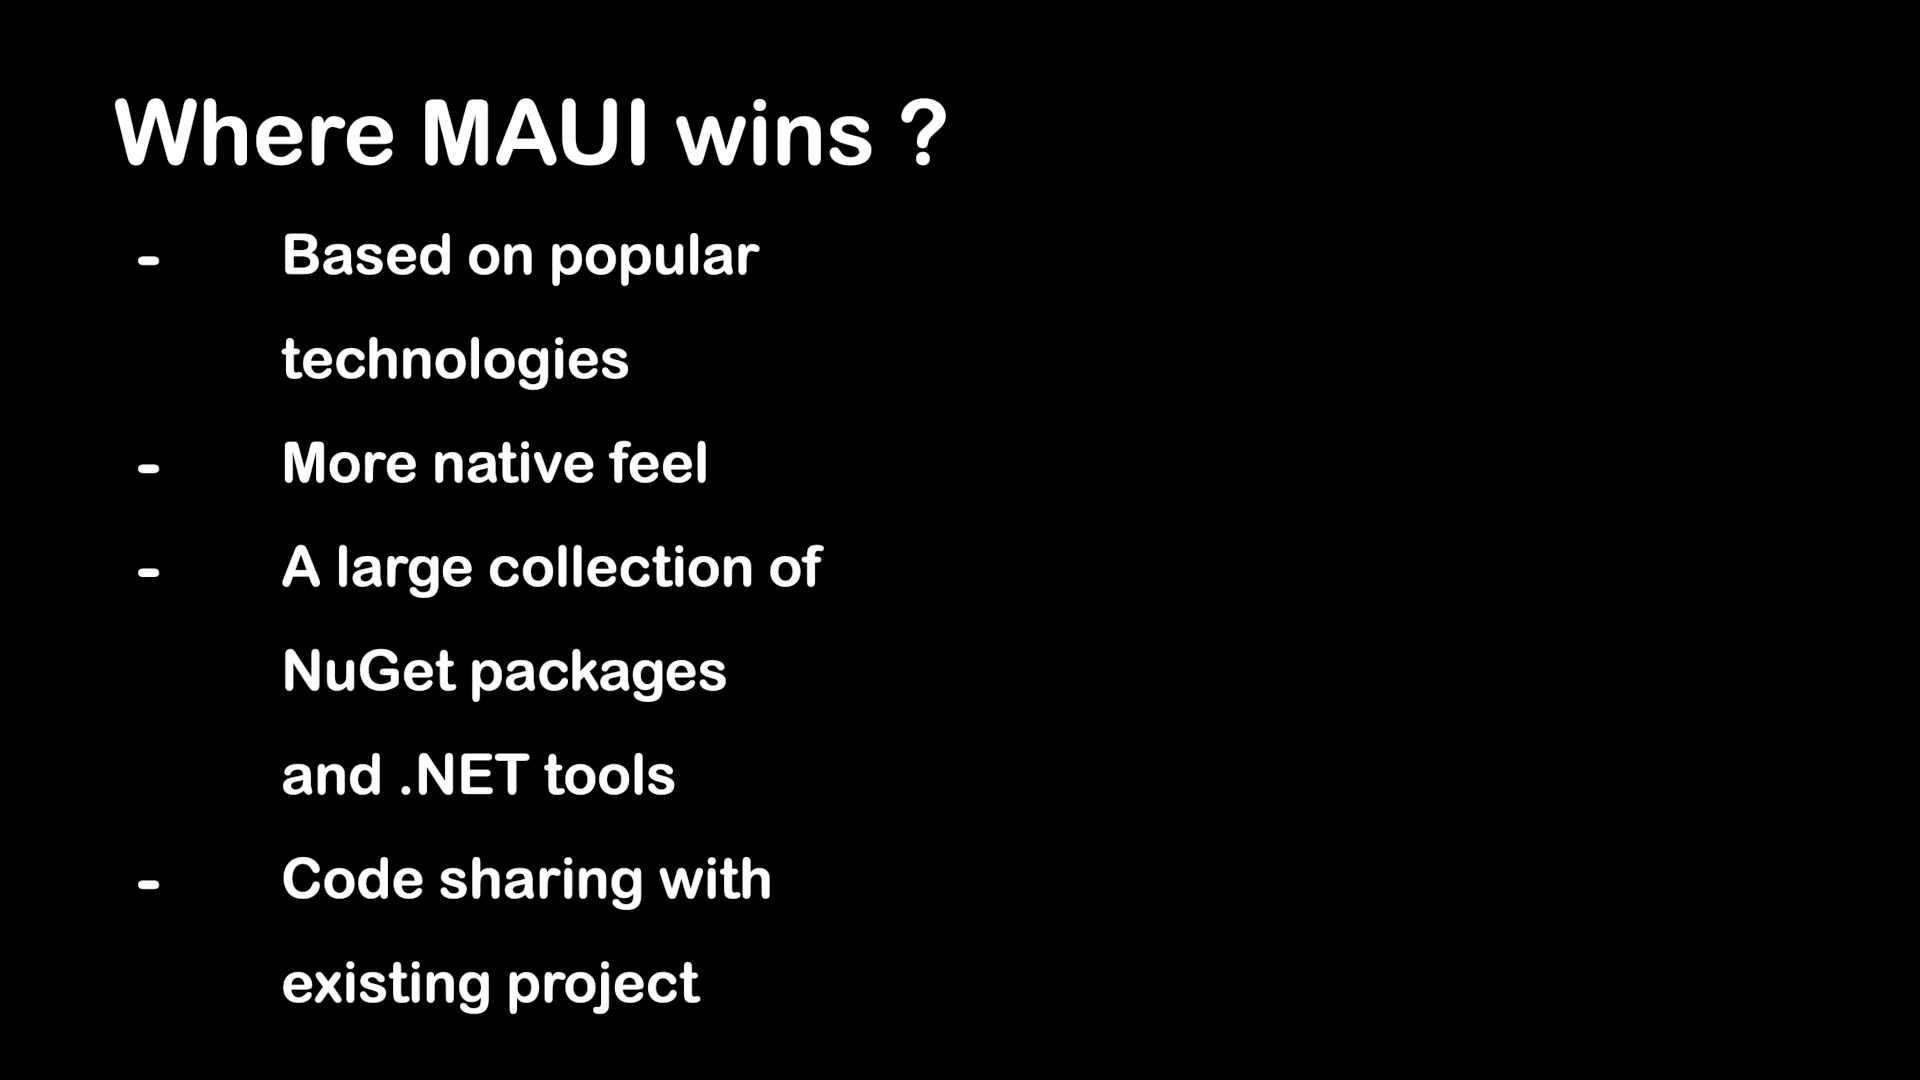 Where MAUI wins ?
- Based on popular
technologies
- More native feel
- A large collection of
NuGet packages
and .NET tools
- Code sharing with
existing project